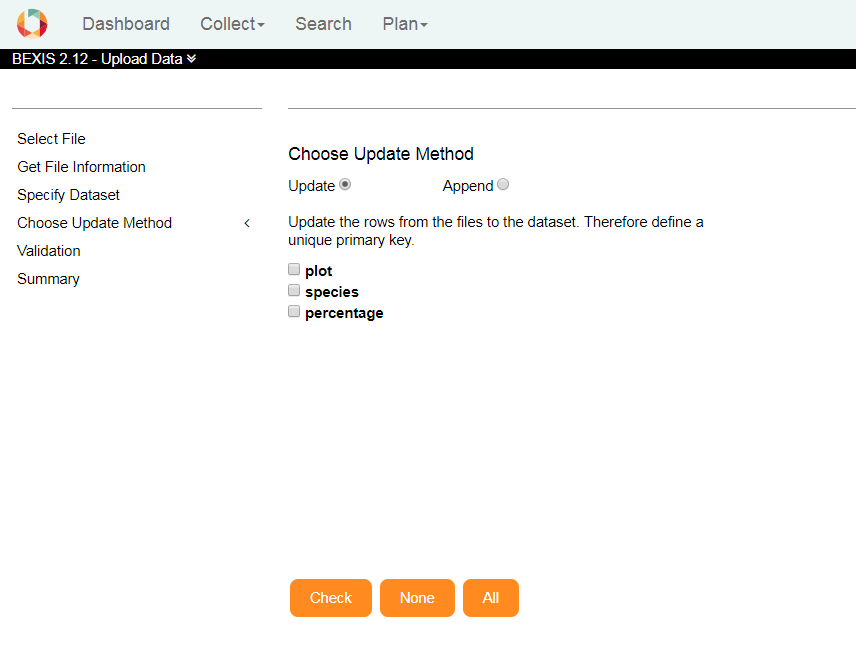 Dashboard Collect Search Plan
BEXIS 2.12 - Upload Data
Select File
Get File Information
Specify Dataset
Choose Update Method <
Validation
Summary
Choose Update Method
Update Append
Update the rows from the files to the dataset. Therefore define a
unique primary key.
plot
species
percentage
Check None All